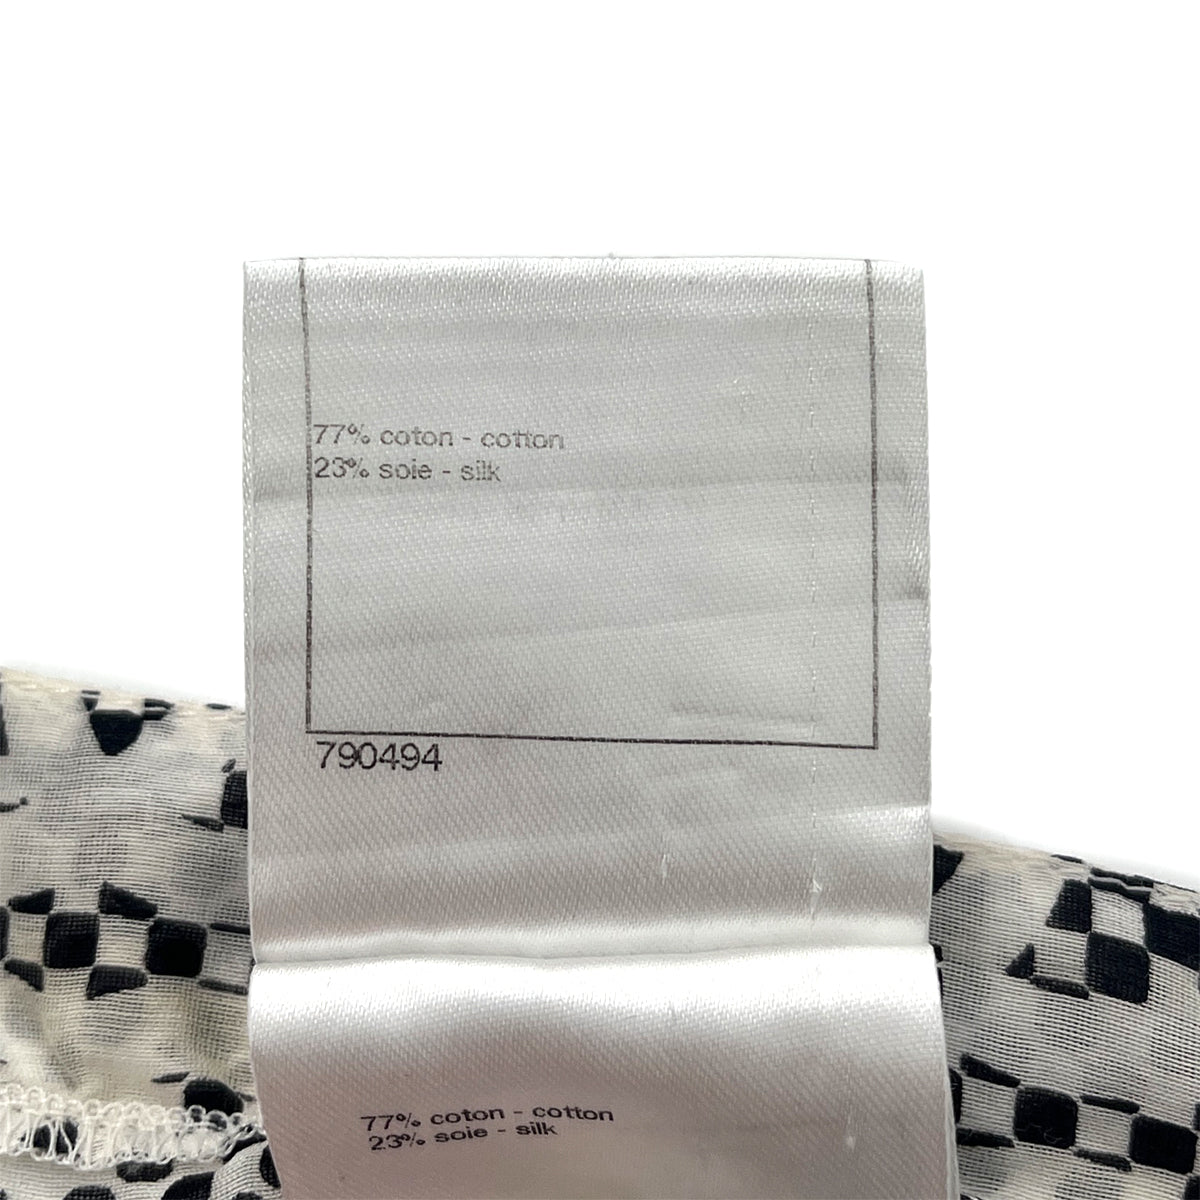 77% coton - cotton
23% soie - silk
790494
77% coton - cotton
23% soie - silk